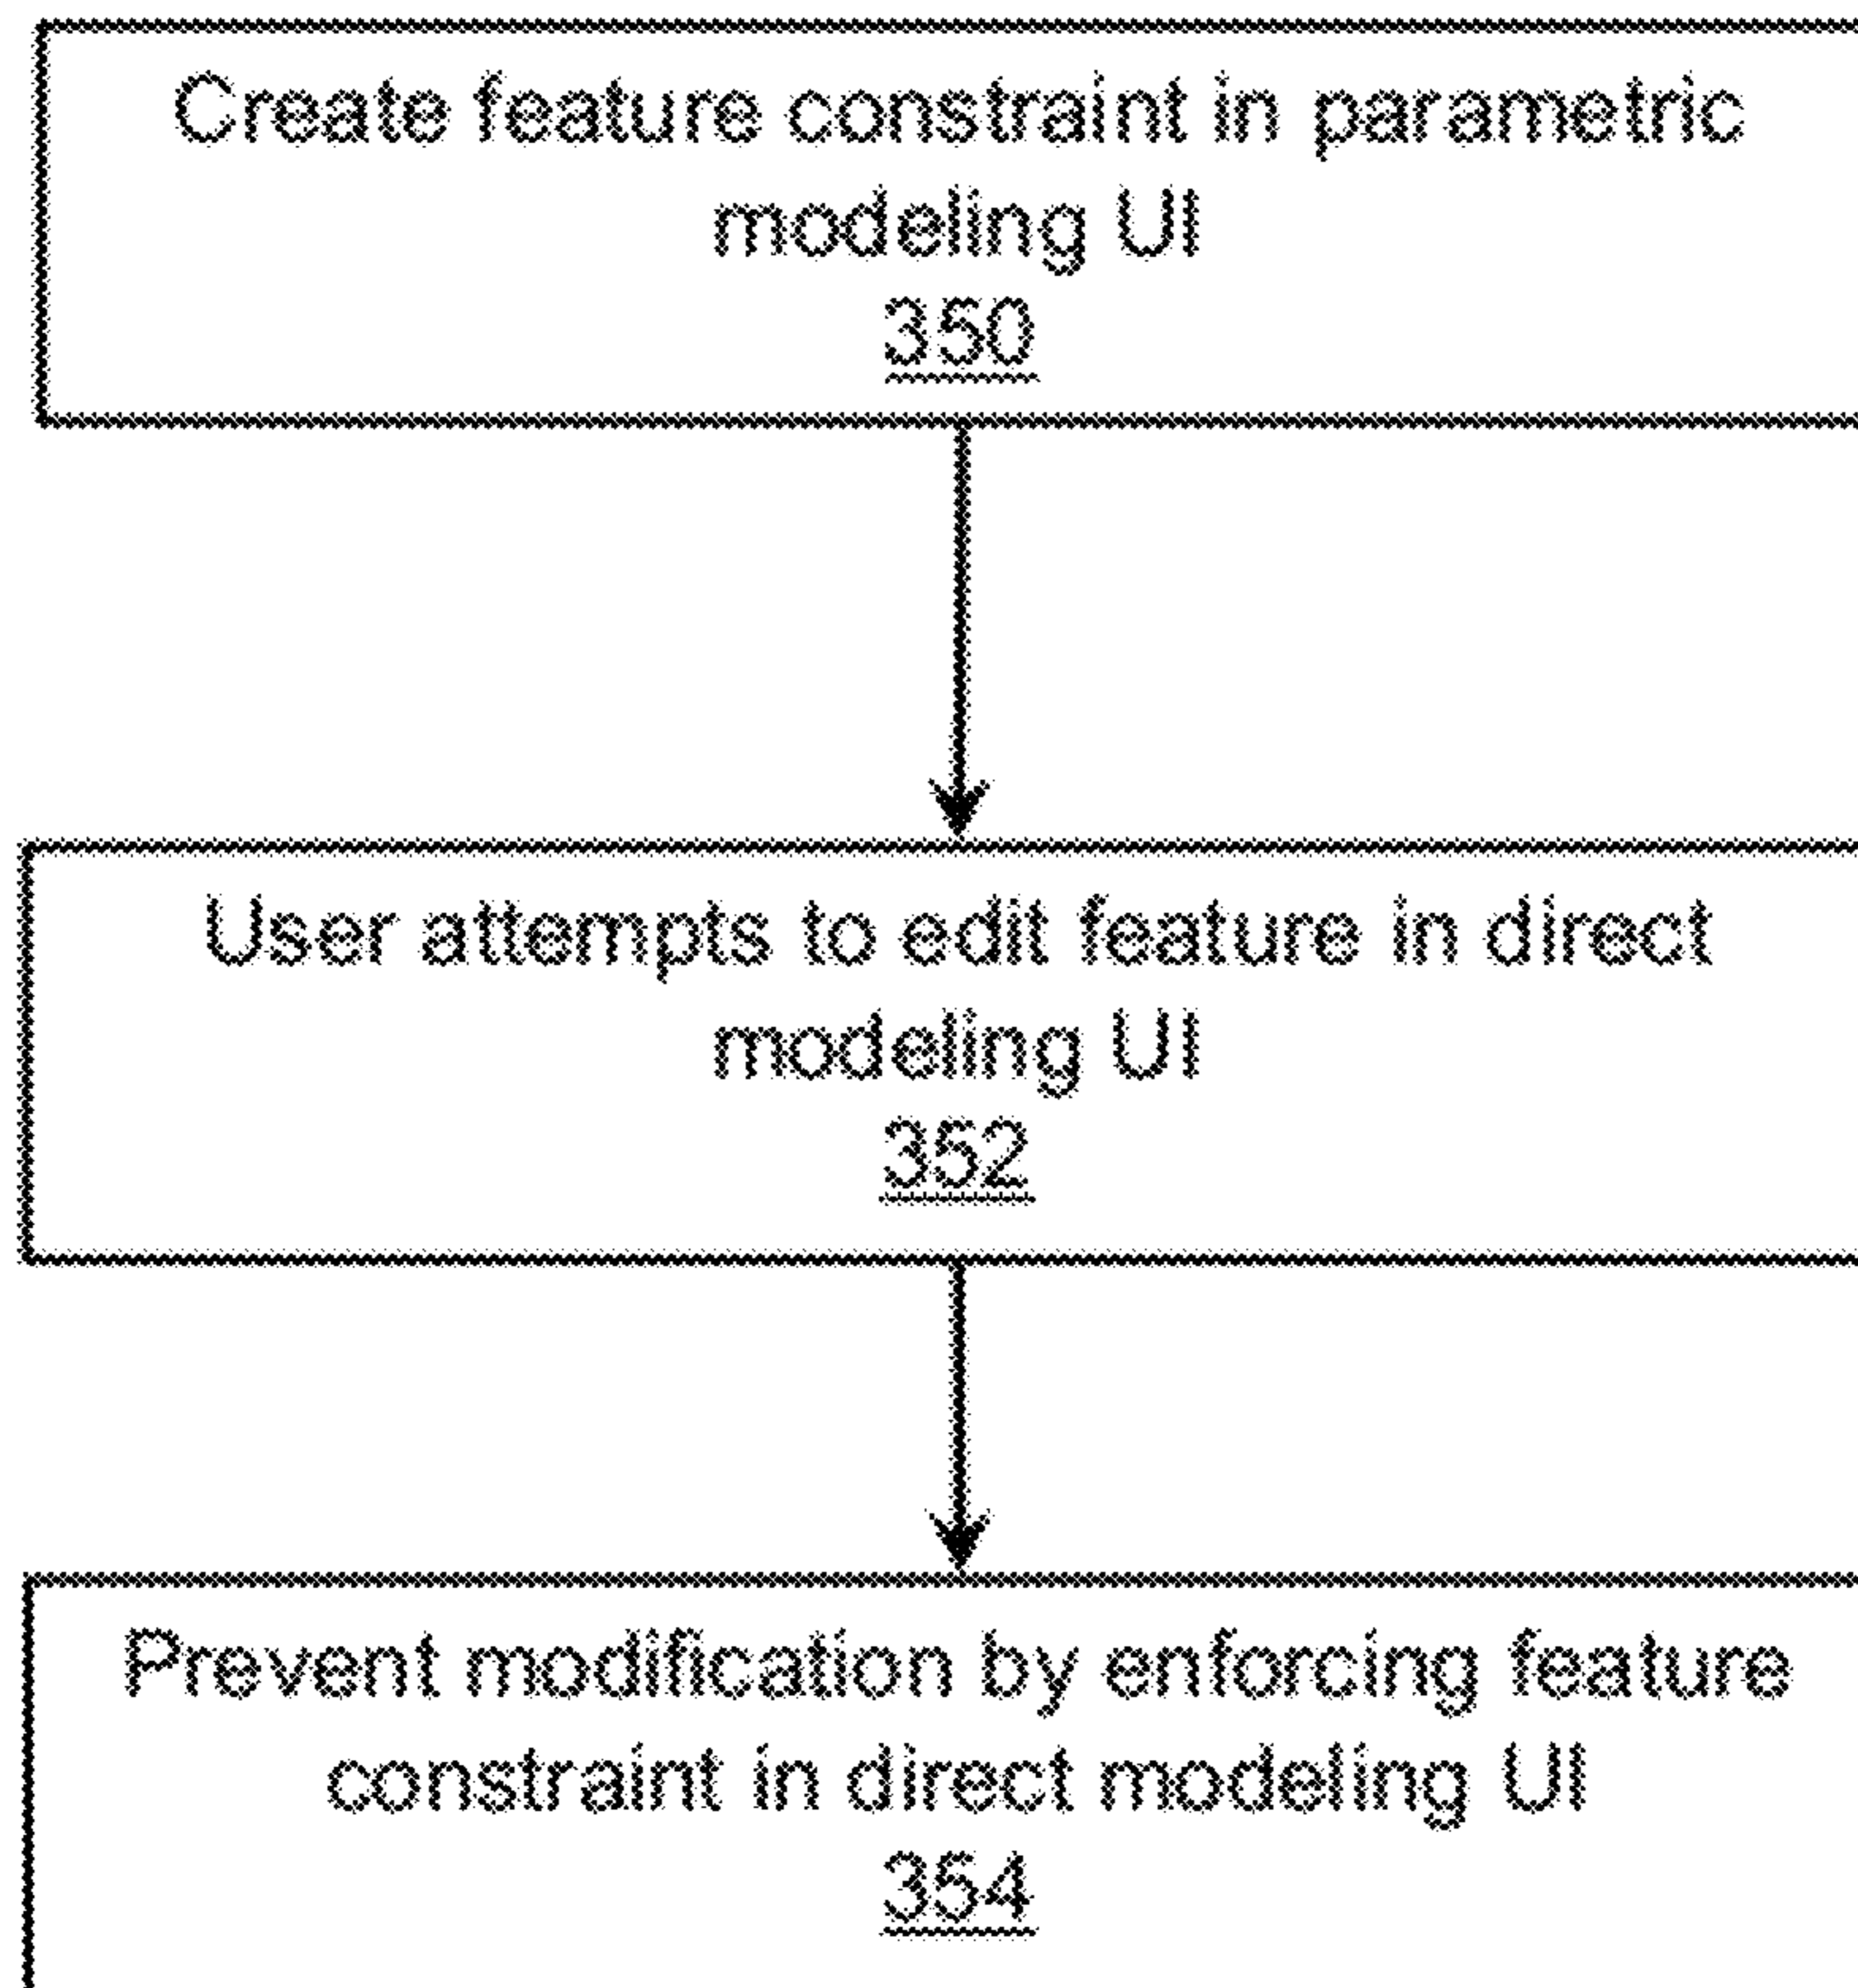 Create feature constraint in parametric
modeling UI
350
User attempts to edit feature in direct
modeling UI
352
Prevent modification by enforcing feature
constraint in direct modeling UI
354